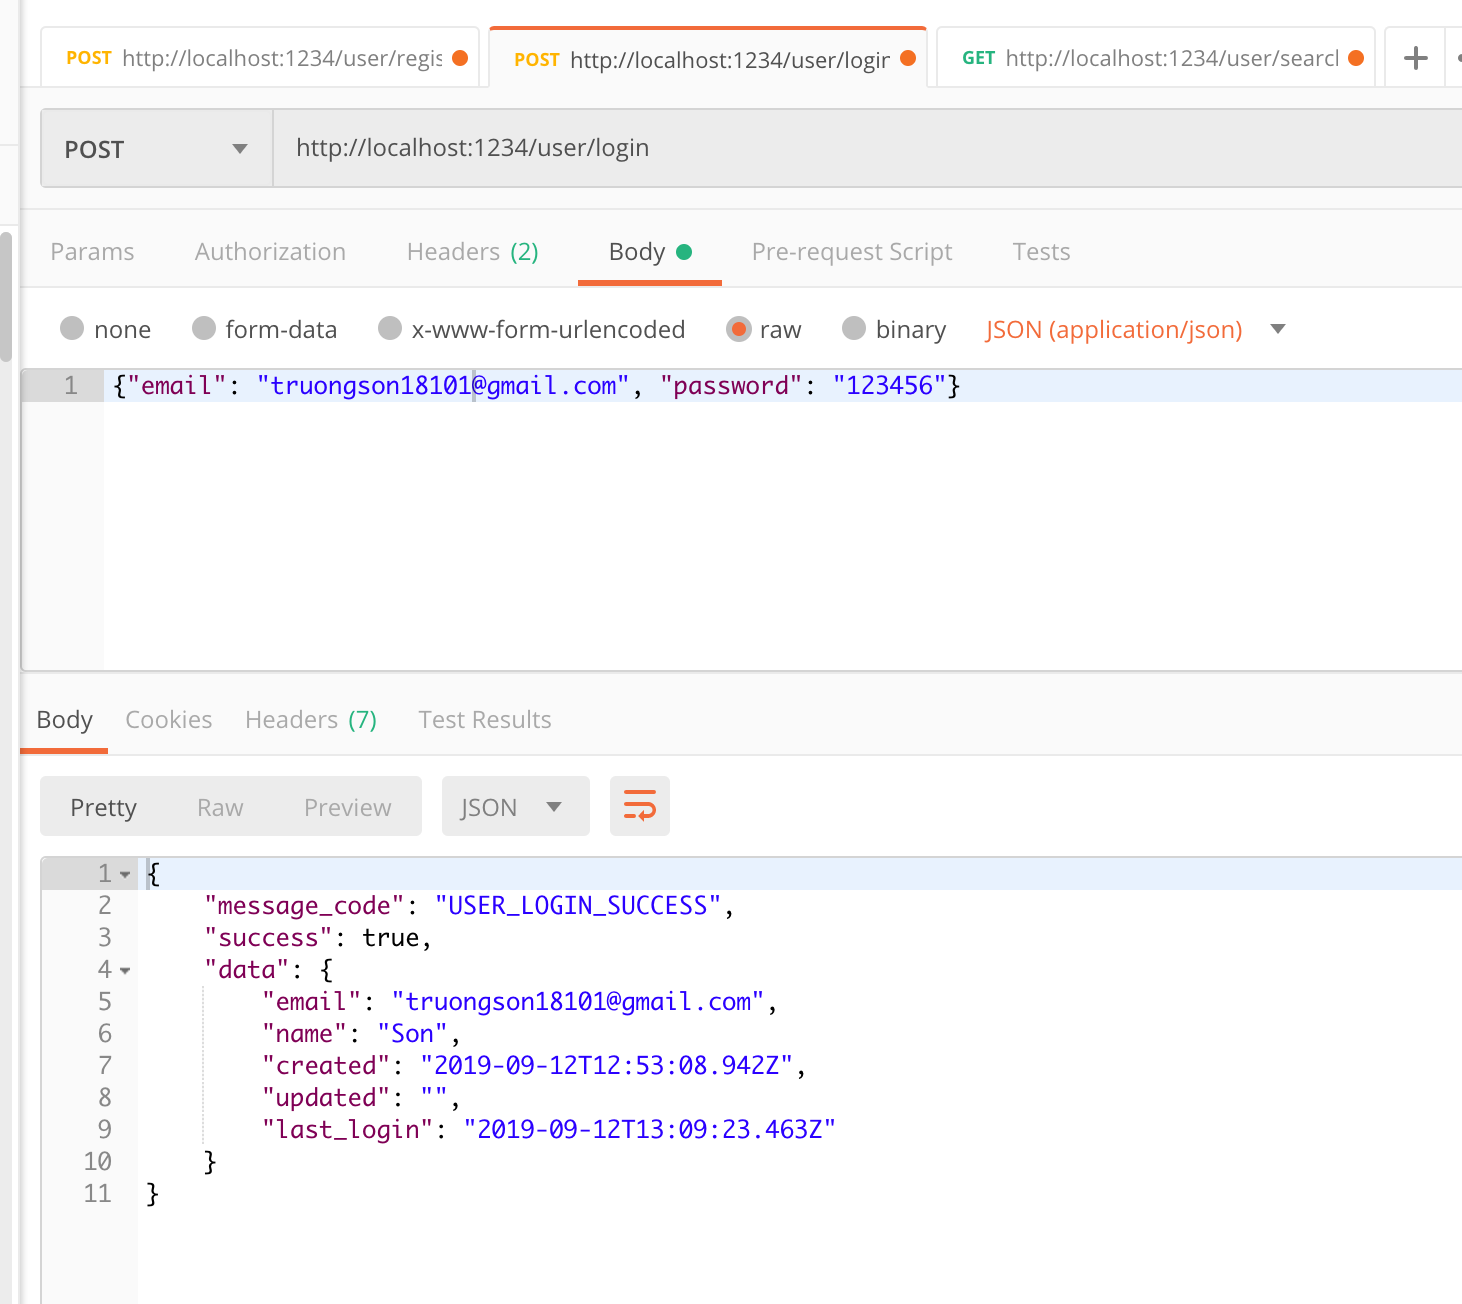 POST http://localhost:1234/user/regis
POST http://localhost:1234/user/login
GET http://localhost:1234/user/search
POST http://localhost:1234/user/login
Params Authorization Headers (2) Body Pre-request Script Tests
none form-data x-www-form-urlencoded raw binary JSON (application/json)
1 {"email": "truongson18101@gmail.com", "password": "123456"}
Body Cookies Headers (7) Test Results
Pretty Raw Preview JSON
1 {
2 "message_code": "USER_LOGIN_SUCCESS",
3 "success": true,
4 "data": {
5 "email": "truongson18101@gmail.com",
6 "name": "Son",
7 "created": "2019-09-12T12:53:08.942Z",
8 "updated": "",
9 "last_login": "2019-09-12T13:09:23.463Z"
10 }
11 }